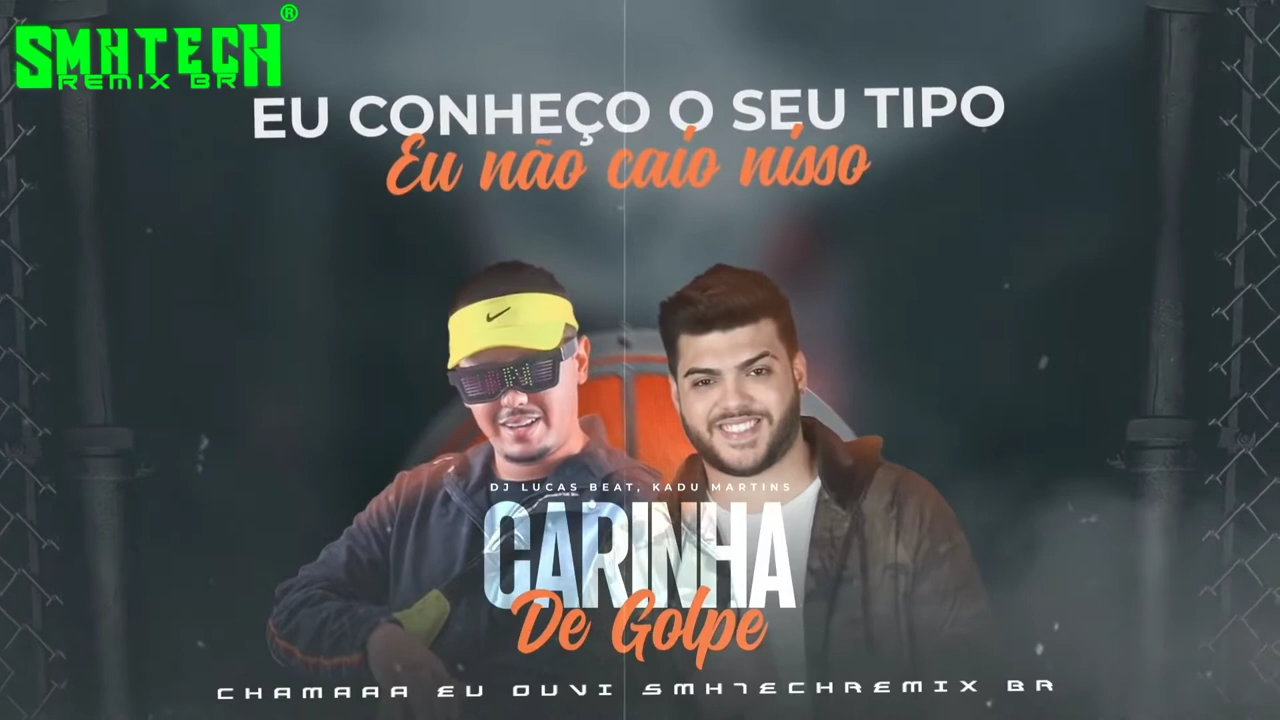 SMHTECH®
REMIX BR
EU CONHEÇO O SEU TIPO
Eu não caio nisso
DJ LUCAS BEAT, KADU MARTINS
CARINHA
De Golpe
CHAMAAA EU OUVI SMHTECHREMIX BR